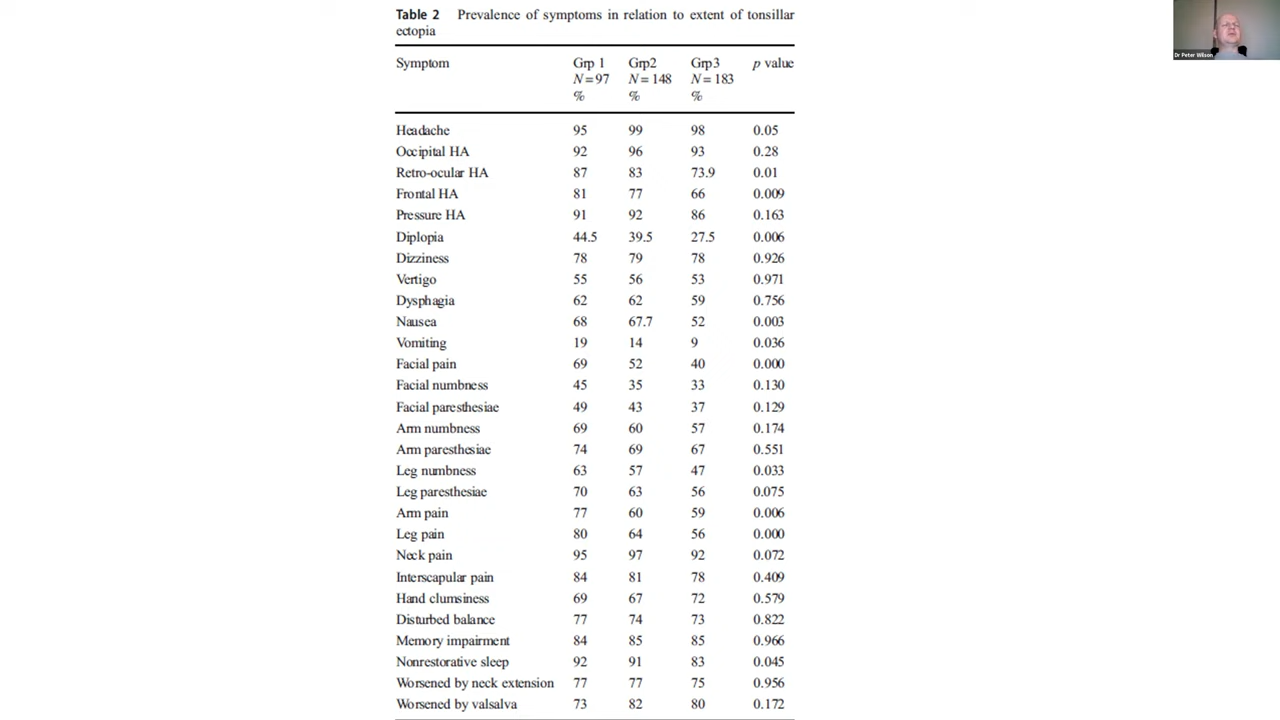 Table 2 Prevalence of symptoms in relation to extent of tonsillar
ectopia
Symptom Grp 1 Grp2 Grp3 p value
N=97 N=148 N=183
% % %
Headache 95 99 98 0.05
Occipital HA 92 96 93 0.28
Retro-ocular HA 87 83 73.9 0.01
Frontal HA 81 77 66 0.009
Pressure HA 91 92 86 0.163
Diplopia 44.5 39.5 27.5 0.006
Dizziness 78 79 78 0.926
Vertigo 55 56 53 0.971
Dysphagia 62 62 59 0.756
Nausea 68 67.7 52 0.003
Vomiting 19 14 9 0.036
Facial pain 69 52 40 0.000
Facial numbness 45 35 33 0.130
Facial paresthesiae 49 43 37 0.129
Arm numbness 69 60 57 0.174
Arm paresthesiae 74 69 67 0.551
Leg numbness 63 57 47 0.033
Leg paresthesiae 70 63 56 0.075
Arm pain 77 60 59 0.006
Leg pain 80 64 56 0.000
Neck pain 95 97 92 0.072
Interscapular pain 84 81 78 0.409
Hand clumsiness 69 67 72 0.579
Disturbed balance 77 74 73 0.822
Memory impairment 84 85 85 0.966
Nonrestorative sleep 92 91 83 0.045
Worsened by neck extension 77 77 75 0.956
Worsened by valsalva 73 82 80 0.172
Dr Peter Wilson